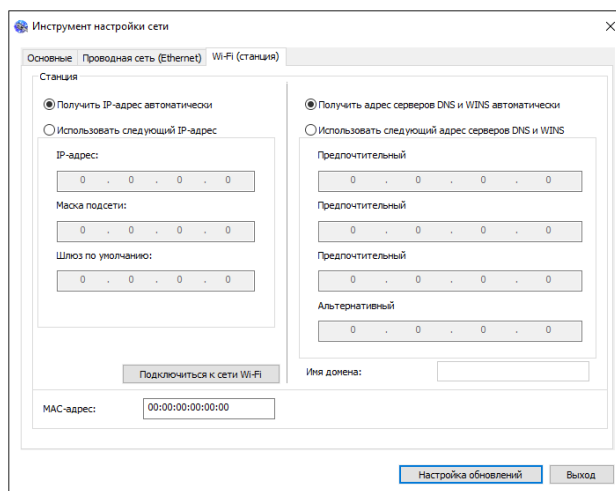 Инструмент настройки сети
Основные
Проводная сеть (Ethernet)
Wi-Fi (станция)
Станция
Получить IP-адрес автоматически
Использовать следующий IP-адрес
IP-адрес:
0 . 0 . 0 . 0
Маска подсети:
0 . 0 . 0 . 0
Шлюз по умолчанию:
0 . 0 . 0 . 0
Подключиться к сети Wi-Fi
Получить адрес серверов DNS и WINS автоматически
Использовать следующий адрес серверов DNS и WINS
Предпочтительный
0 . 0 . 0 . 0
Предпочтительный
0 . 0 . 0 . 0
Предпочтительный
0 . 0 . 0 . 0
Альтернативный
0 . 0 . 0 . 0
Имя домена:
MAC-адрес:
00:00:00:00:00:00
Настройка обновлений
Выход